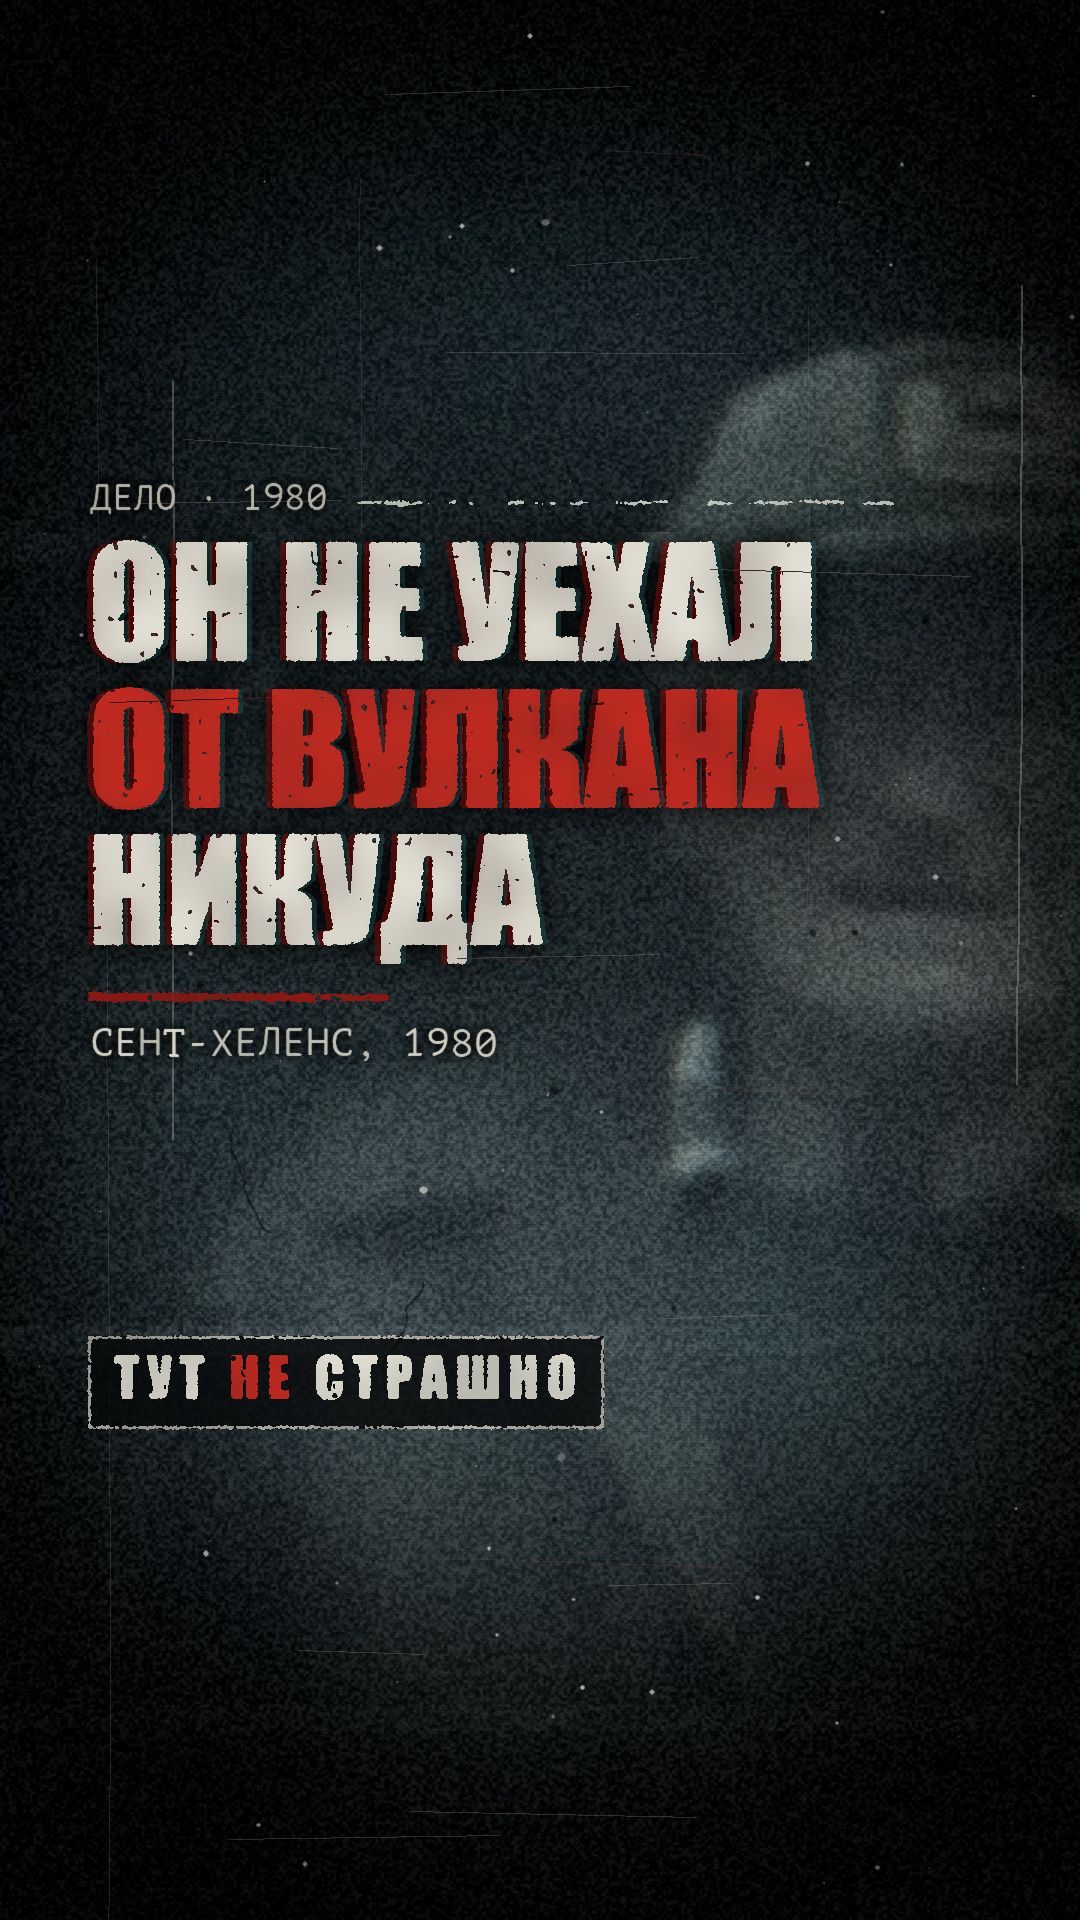 ДЕЛО · 1980
ОН НЕ УЕХАЛ
ОТ ВУЛКАНА
НИКУДА
СЕНТ-ХЕЛЕНС, 1980
ТУТ НЕ СТРАШНО